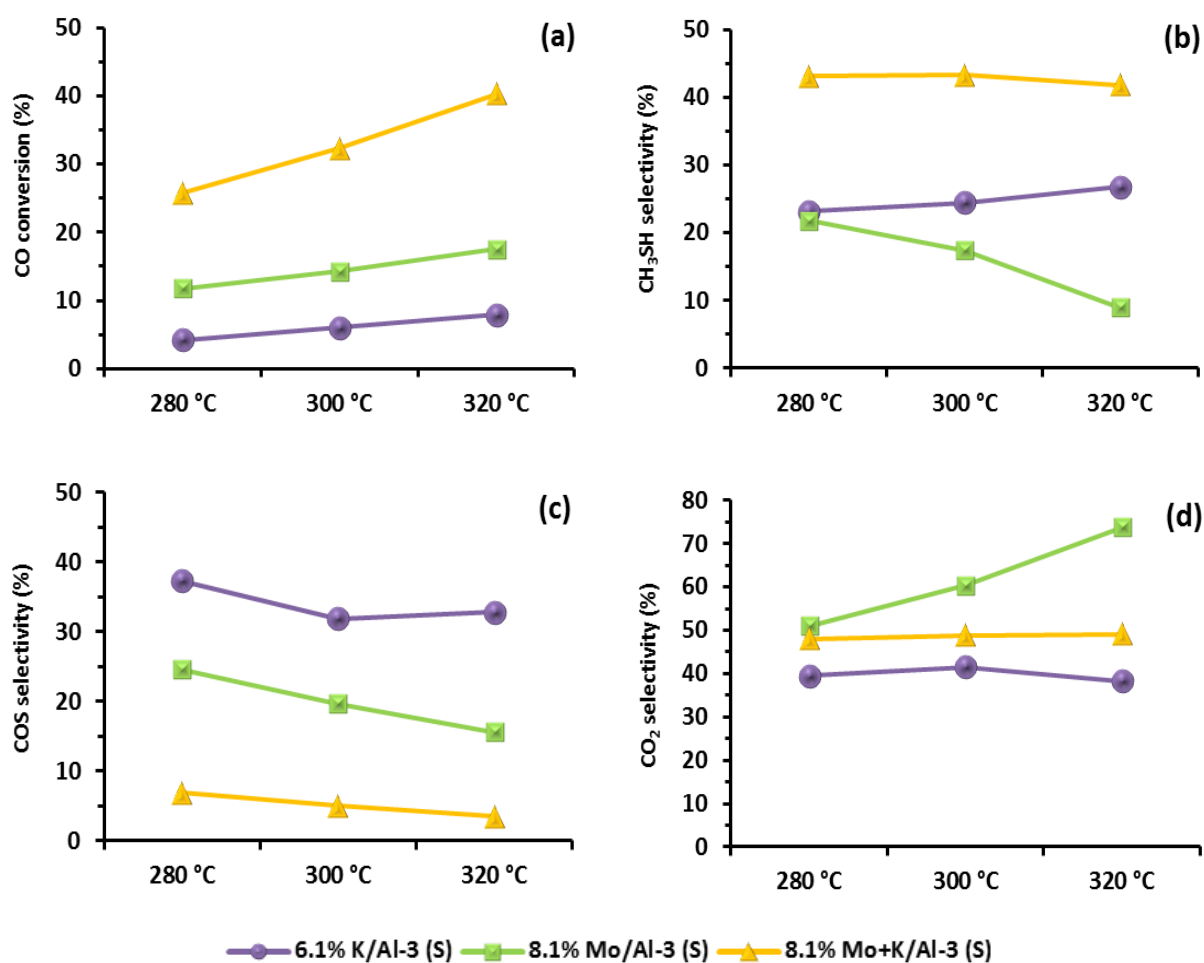 (a)
CO conversion (%)
50
40
30
20
10
0
280 °C 300 °C 320 °C
(b)
CH₃SH selectivity (%)
50
40
30
20
10
0
280 °C 300 °C 320 °C
(c)
COS selectivity (%)
50
40
30
20
10
0
280 °C 300 °C 320 °C
(d)
CO₂ selectivity (%)
80
70
60
50
40
30
20
10
0
280 °C 300 °C 320 °C
6.1% K/Al-3 (S) 8.1% Mo/Al-3 (S) 8.1% Mo+K/Al-3 (S)